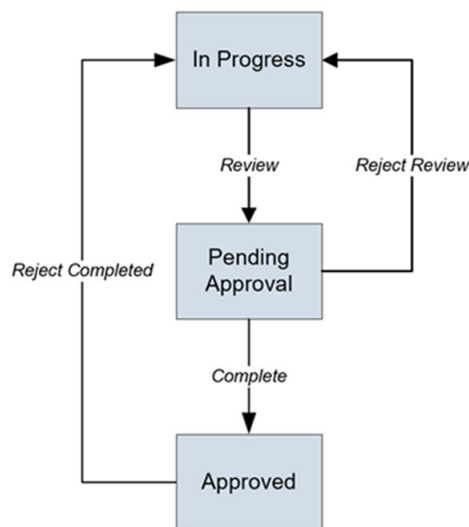 In Progress
Review
Reject Review
Pending
Approval
Reject Completed
Complete
Approved